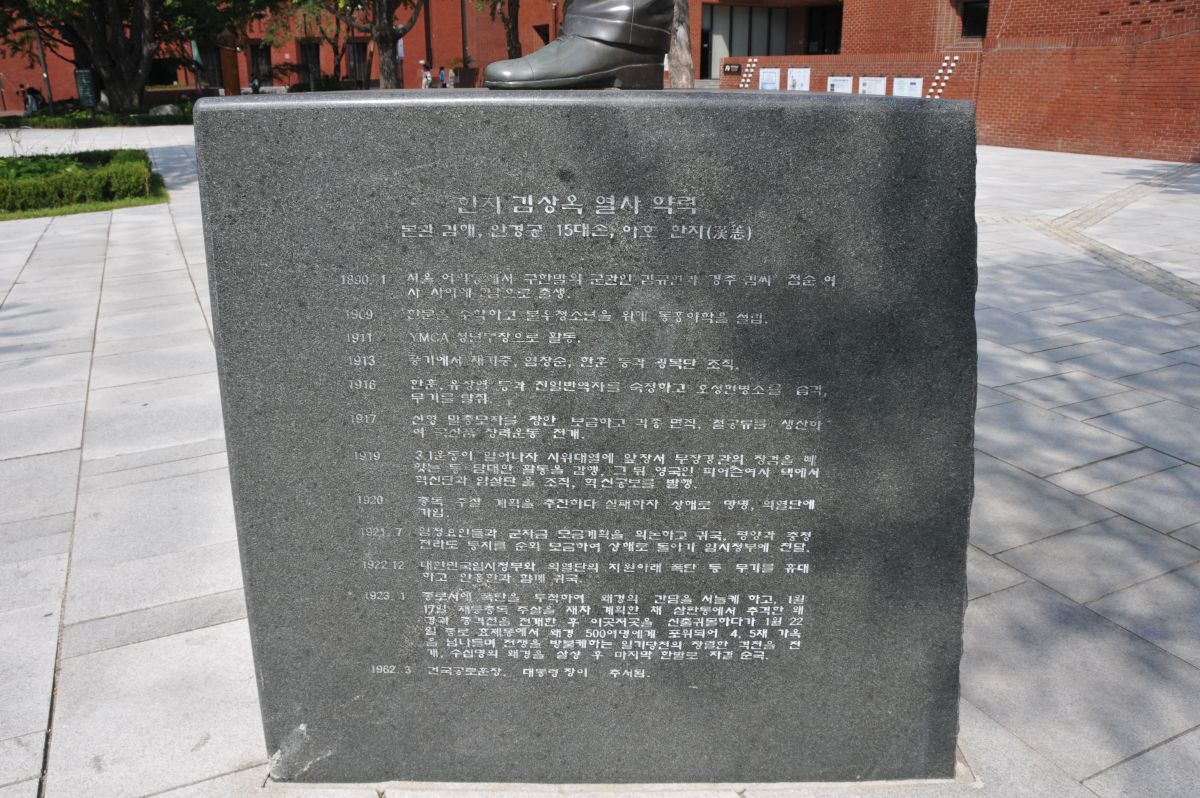 한지 김상옥 열사 약력
본관 김해, 안경공 15대손, 아호 한지(漢志)
1890. 1 서울 에서 구한말의 군관인 김규현과 경주 김씨 점순 여
사 사이에 2남으로 출생.
1909 한문을 수학하고 불우청소년을 위해 동흥야학을 설립.
1911 YMCA 청년부장으로 활동.
1913 풍기에서 채기중, 임창순, 한훈 등과 광복단 조직.
1916 한훈, 유장렬 등과 친일반역자를 숙청하고 오성헌병소를 습격,
무기를 탈취.
1917 신형 말총모자를 창안 보급하고 각종 면직, 철공류를 생산하
여 국산품 장려운동 전개.
1919 3.1운동이 일어나자 시위대열에 앞장서 무장경관의 장검을 빼
앗는 등 담대한 활동을 감행. 그 뒤 영국인 피어슨여사 댁에서
혁신단과 암살단을 조직, 혁신공보를 발행.
1920 총독 주살 계획을 추진하다 실패하자 상해로 망명, 의열단에
가입.
1921. 7 임정요인들과 군자금 모금계획을 의논하고 귀국, 평양과 충청
전라도 등지를 순회 모금하여 상해로 돌아가 임시정부에 전달.
1922. 12 대한민국임시정부와 의열단의 지원아래 폭탄 등 무기를 휴대
하고 안홍한과 함께 귀국.
1923. 1 종로서에 폭탄을 투척하여 왜경의 간담을 서늘케 하고, 1월
17일 재등총독 주살을 재차 계획한 채 삼판동에서 추격한 왜
경과 총격전을 전개한 후 이곳저곳을 신출귀몰하다가 1월 22
일 종로 효제동에서 왜경 500여명에게 포위되어 4, 5채 가옥
을 넘나들며 전쟁을 방불케하는 일기당천의 장렬한 격전을 전
개, 수십명의 왜경을 살상 후 마지막 한발로 자결 순국.
1962. 3 건국공로훈장, 대통령장이 추서됨.